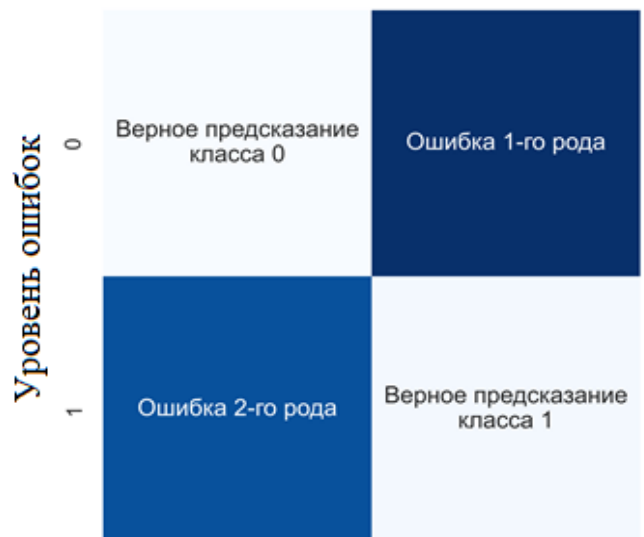 Уровень ошибок
0
Верное предсказание
класса 0
Ошибка 1-го рода
1
Ошибка 2-го рода
Верное предсказание
класса 1